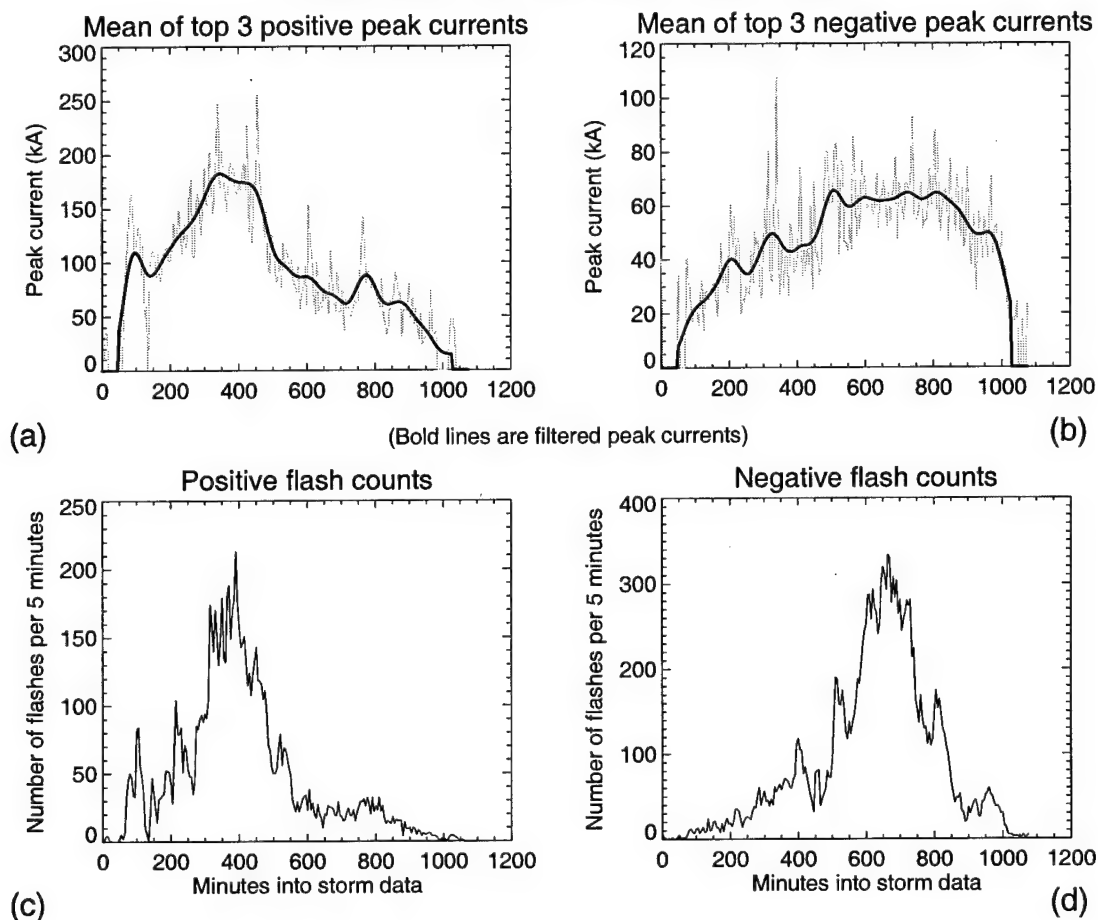 Mean of top 3 positive peak currents
300
250
200
150
100
50
0
Peak current (kA)
0 200 400 600 800 1000 1200
(a)
Mean of top 3 negative peak currents
120
100
80
60
40
20
0
Peak current (kA)
0 200 400 600 800 1000 1200
(b)
(Bold lines are filtered peak currents)
Positive flash counts
250
200
150
100
50
0
Number of flashes per 5 minutes
0 200 400 600 800 1000 1200
Minutes into storm data
(c)
Negative flash counts
400
300
200
100
0
Number of flashes per 5 minutes
0 200 400 600 800 1000 1200
Minutes into storm data
(d)